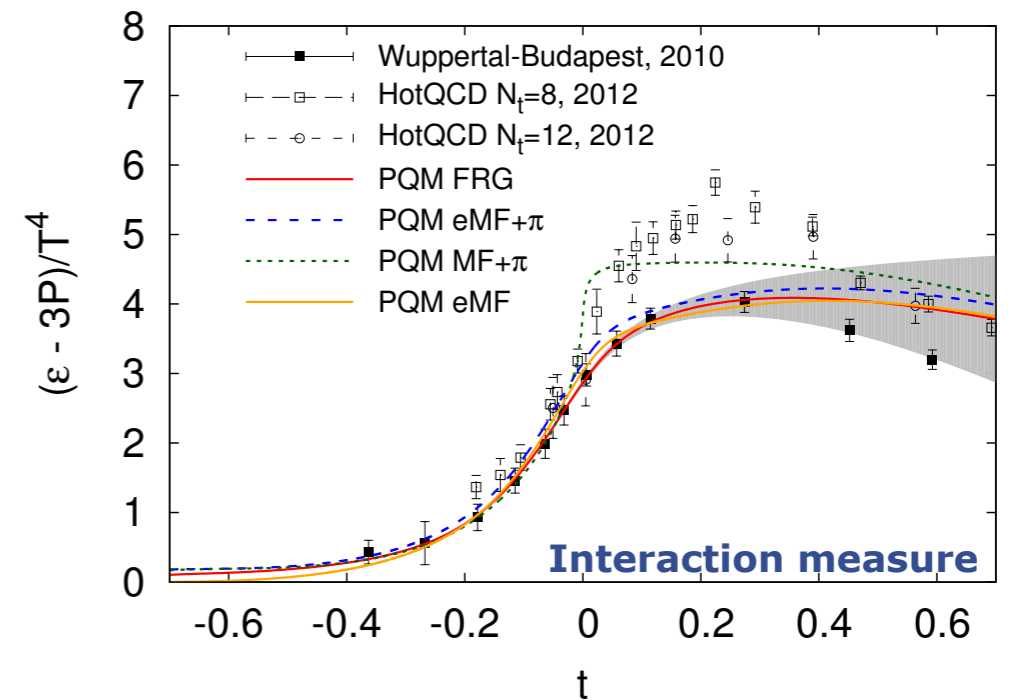 8
7
6
5
4
3
2
1
0
(ε - 3P)/T^4
Wuppertal-Budapest, 2010
HotQCD N_t=8, 2012
HotQCD N_t=12, 2012
PQM FRG
PQM eMF+π
PQM MF+π
PQM eMF
Interaction measure
-0.6 -0.4 -0.2 0 0.2 0.4 0.6
t